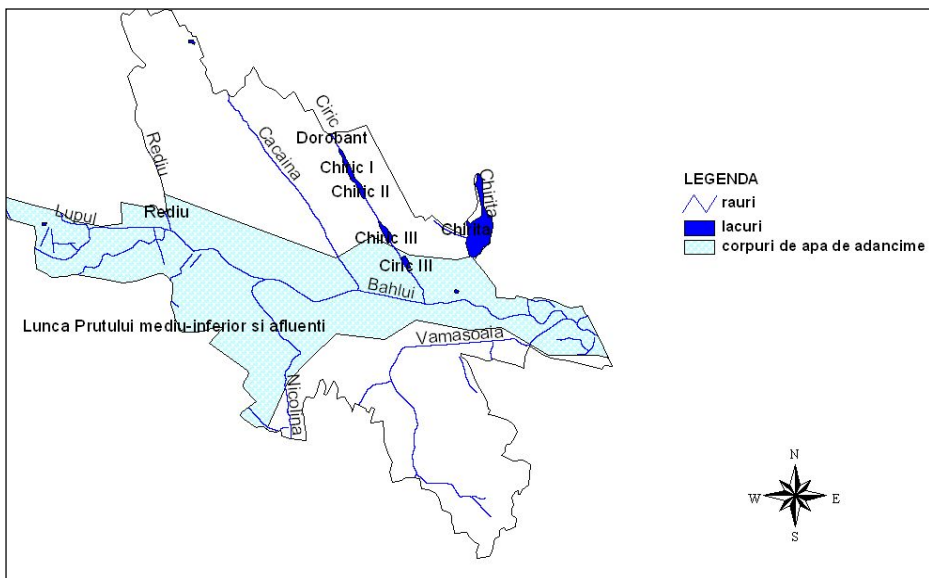 Ciric
Dorobant
Rediu
Cacaina
Chiric I
Chiric II
Chirita
LEGENDA
rauri
Lupul
Rediu
Chirita
lacuri
Chiric III
corpuri de apa de adancime
Ciric III
Bahlui
Lunca Prutului mediu-inferior si afluenti
Vamasoaia
Nicolina
N
W
E
S